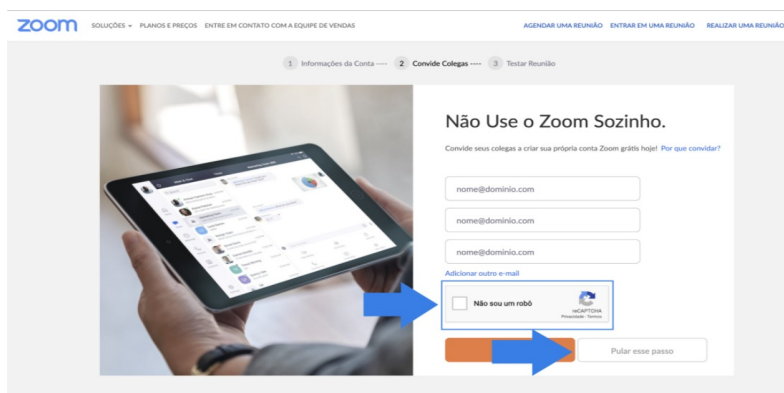 zoom
SOLUÇÕES
PLANOS E PREÇOS
ENTRE EM CONTATO COM A EQUIPE DE VENDAS
AGENDAR UMA REUNIÃO
ENTRAR EM UMA REUNIÃO
REALIZAR UMA REUNIÃO
1 Informações da Conta ---- 2 Convide Colegas ---- 3 Testar Reunião
Não Use o Zoom Sozinho.
Convide seus colegas a criar sua própria conta Zoom grátis hoje! Por que convidar?
nome@dominio.com
nome@dominio.com
nome@dominio.com
Adicionar outro e-mail
Não sou um robô
reCAPTCHA
Privacidade - Termos
Pular esse passo